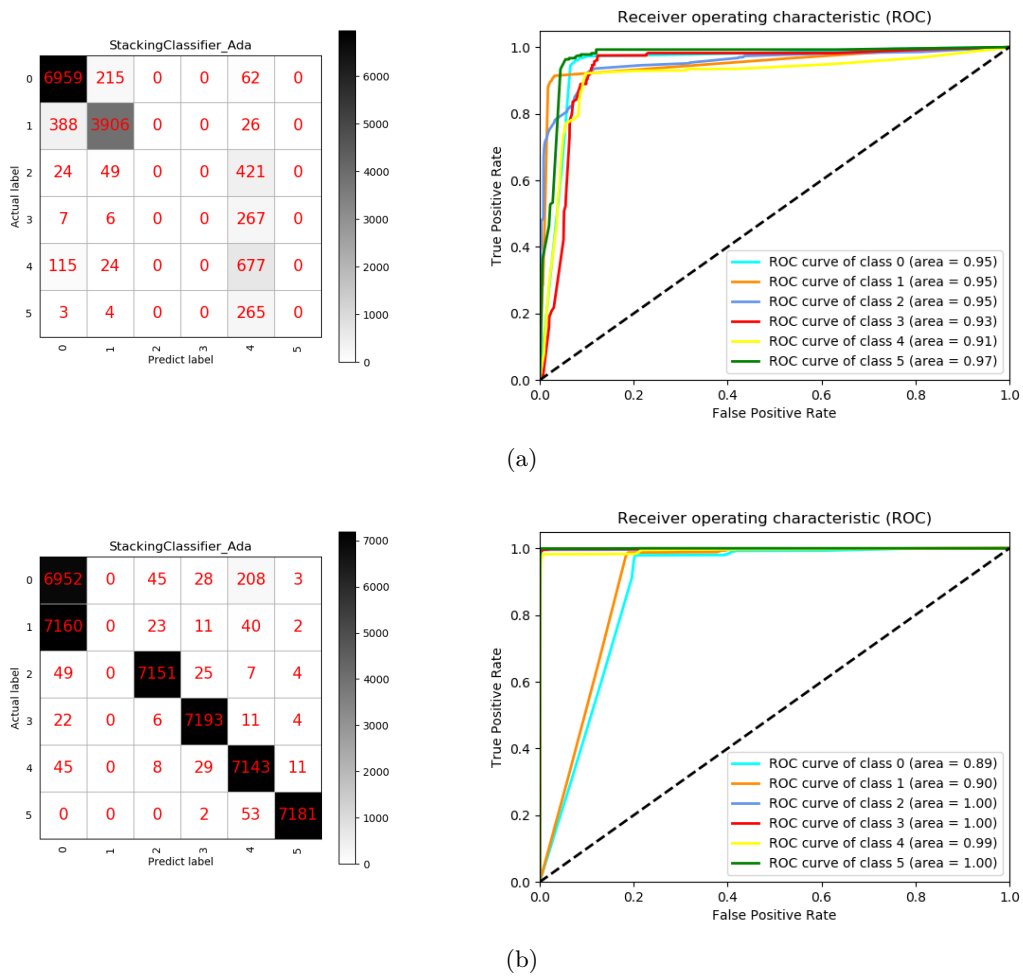 StackingClassifier_Ada
Actual label
0 6959 215 0 0 62 0
1 388 3906 0 0 26 0
2 24 49 0 0 421 0
3 7 6 0 0 267 0
4 115 24 0 0 677 0
5 3 4 0 0 265 0
0 1 2 3 4 5
Predict label
6000
5000
4000
3000
2000
1000
0
Receiver operating characteristic (ROC)
True Positive Rate
1.0
0.8
0.6
0.4
0.2
0.0
ROC curve of class 0 (area = 0.95)
ROC curve of class 1 (area = 0.95)
ROC curve of class 2 (area = 0.95)
ROC curve of class 3 (area = 0.93)
ROC curve of class 4 (area = 0.91)
ROC curve of class 5 (area = 0.97)
0.0 0.2 0.4 0.6 0.8 1.0
False Positive Rate
(a)
StackingClassifier_Ada
Actual label
0 6952 0 45 28 208 3
1 7160 0 23 11 40 2
2 49 0 7151 25 7 4
3 22 0 6 7193 11 4
4 45 0 8 29 7143 11
5 0 0 0 2 53 7181
0 1 2 3 4 5
Predict label
7000
6000
5000
4000
3000
2000
1000
0
Receiver operating characteristic (ROC)
True Positive Rate
1.0
0.8
0.6
0.4
0.2
0.0
ROC curve of class 0 (area = 0.89)
ROC curve of class 1 (area = 0.90)
ROC curve of class 2 (area = 1.00)
ROC curve of class 3 (area = 1.00)
ROC curve of class 4 (area = 0.99)
ROC curve of class 5 (area = 1.00)
0.0 0.2 0.4 0.6 0.8 1.0
False Positive Rate
(b)